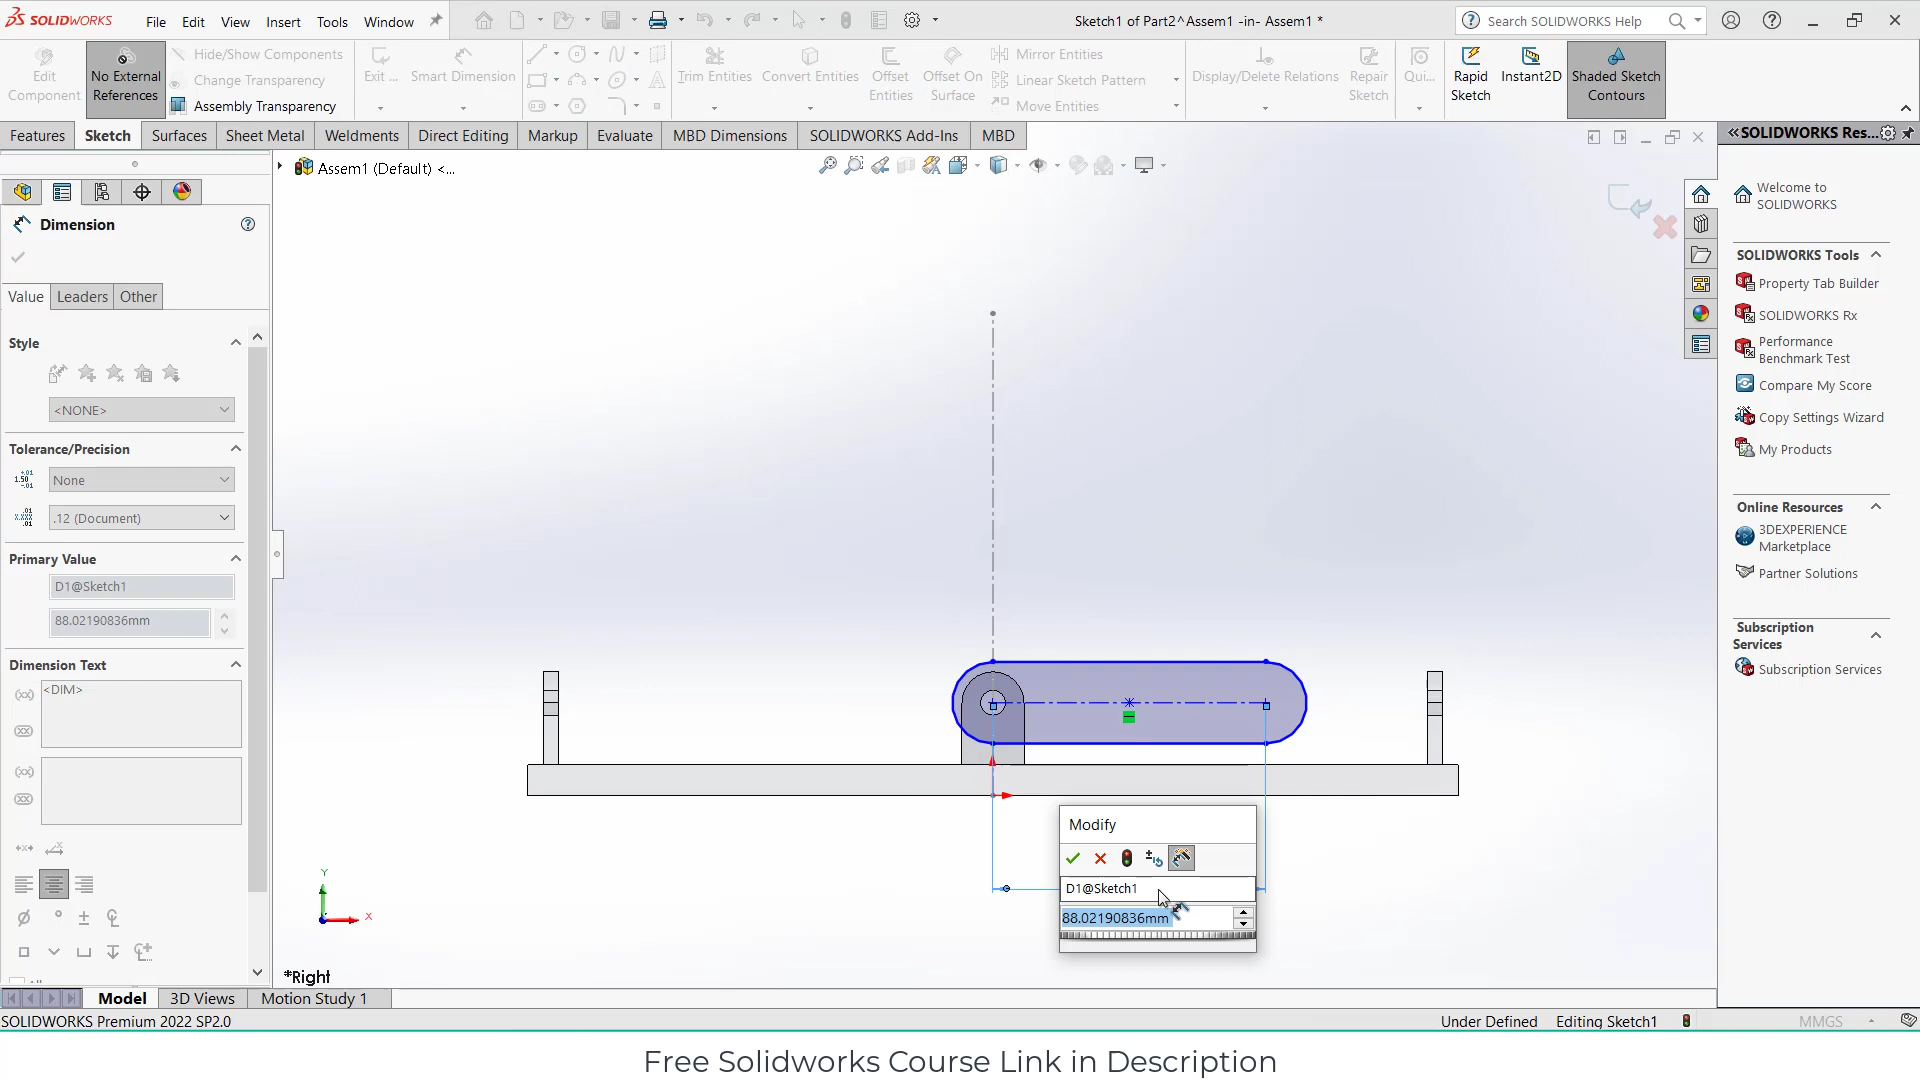 SOLIDWORKS File Edit View Insert Tools Window
Sketch1 of Part2^Assem1 -in- Assem1 *
Search SOLIDWORKS Help
Edit Component
No External References
Hide/Show Components
Change Transparency
Assembly Transparency
Exit ...
Smart Dimension
Trim Entities
Convert Entities
Offset Entities
Offset On Surface
Mirror Entities
Linear Sketch Pattern
Move Entities
Display/Delete Relations
Repair Sketch
Qui...
Rapid Sketch
Instant2D
Shaded Sketch Contours
Features Sketch Surfaces Sheet Metal Weldments Direct Editing Markup Evaluate MBD Dimensions SOLIDWORKS Add-Ins MBD
SOLIDWORKS Res...
Assem1 (Default) <...
Dimension
Value Leaders Other
Style
<NONE>
Tolerance/Precision
None
.12 (Document)
Primary Value
D1@Sketch1
88.02190836mm
Dimension Text
<DIM>
Modify
D1@Sketch1
88.02190836mm
Y
X
*Right
Welcome to
SOLIDWORKS
SOLIDWORKS Tools
Property Tab Builder
SOLIDWORKS Rx
Performance
Benchmark Test
Compare My Score
Copy Settings Wizard
My Products
Online Resources
3DEXPERIENCE
Marketplace
Partner Solutions
Subscription
Services
Subscription Services
Model 3D Views Motion Study 1
SOLIDWORKS Premium 2022 SP2.0
Under Defined Editing Sketch1 MMGS
Free Solidworks Course Link in Description